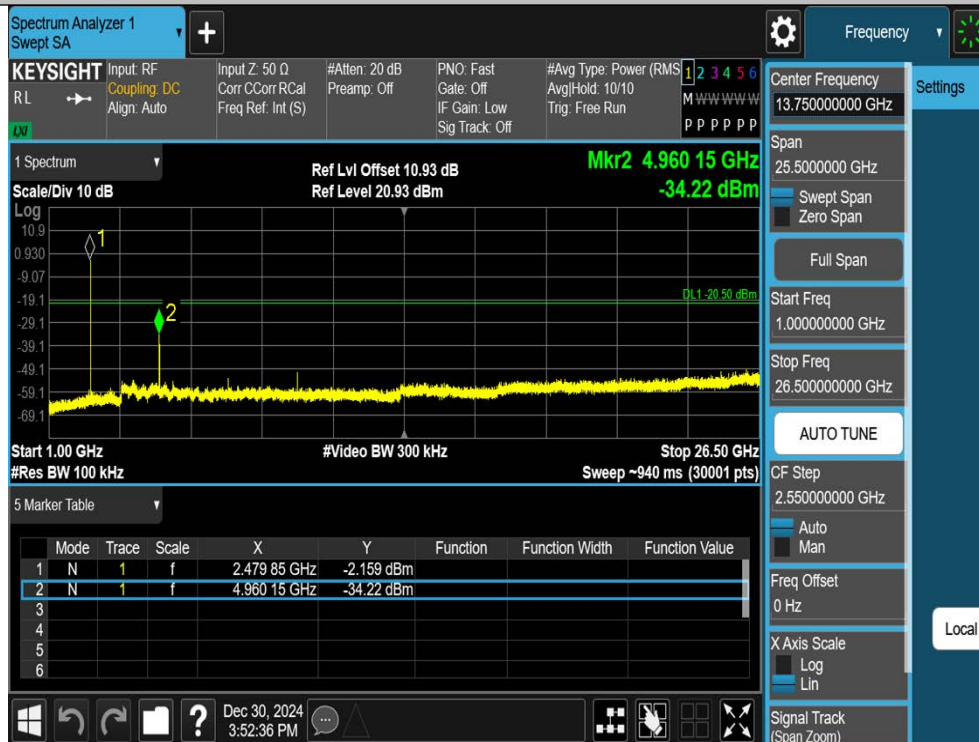 Spectrum Analyzer 1
Swept SA
+
Frequency
KEYSIGHT
RL
LXI
Input: RF
Coupling: DC
Align: Auto
Input Z: 50 Ω
Corr CCorr RCal
Freq Ref: Int (S)
#Atten: 20 dB
Preamp: Off
PNO: Fast
Gate: Off
IF Gain: Low
Sig Track: Off
#Avg Type: Power (RMS
Avg|Hold: 10/10
Trig: Free Run
1 2 3 4 5 6
M W W W W W
P P P P P P
1 Spectrum
Scale/Div 10 dB
Ref Lvl Offset 10.93 dB
Ref Level 20.93 dBm
Mkr2 4.960 15 GHz
-34.22 dBm
Log
10.9
0.930
-9.07
-19.1
-29.1
-39.1
-49.1
-59.1
-69.1
1
2
DL1 -20.50 dBm
Start 1.00 GHz
#Video BW 300 kHz
Stop 26.50 GHz
#Res BW 100 kHz
Sweep ~940 ms (30001 pts)
5 Marker Table
Mode Trace Scale X Y Function Function Width Function Value
1 N 1 f 2.479 85 GHz -2.159 dBm
2 N 1 f 4.960 15 GHz -34.22 dBm
3
4
5
6
?
Dec 30, 2024
3:52:36 PM
Center Frequency
13.750000000 GHz
Settings
Span
25.5000000 GHz
Swept Span
Zero Span
Full Span
Start Freq
1.000000000 GHz
Stop Freq
26.500000000 GHz
AUTO TUNE
CF Step
2.550000000 GHz
Auto
Man
Freq Offset
0 Hz
Local
X Axis Scale
Log
Lin
Signal Track
(Span Zoom)